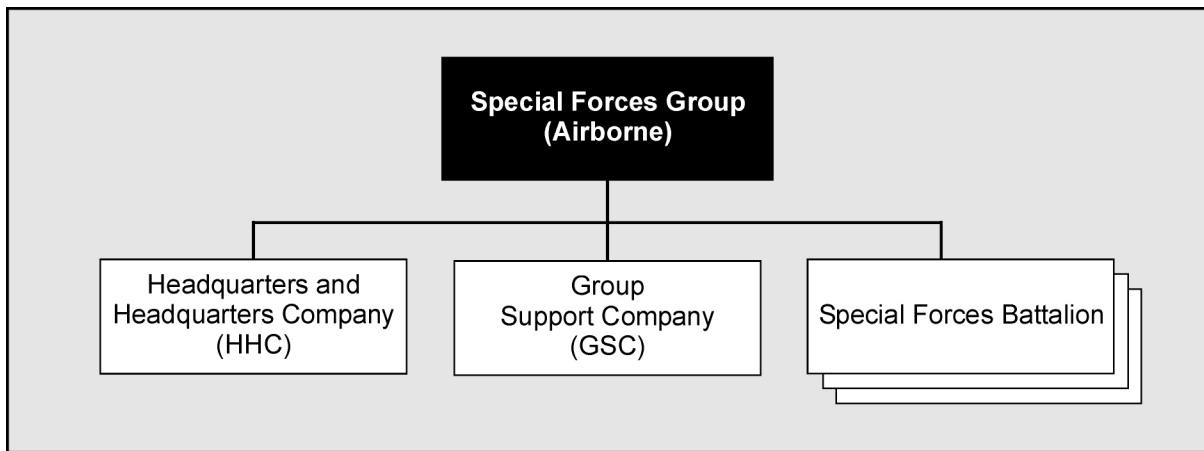 Special Forces Group
(Airborne)
Headquarters and
Headquarters Company
(HHC)
Group
Support Company
(GSC)
Special Forces Battalion